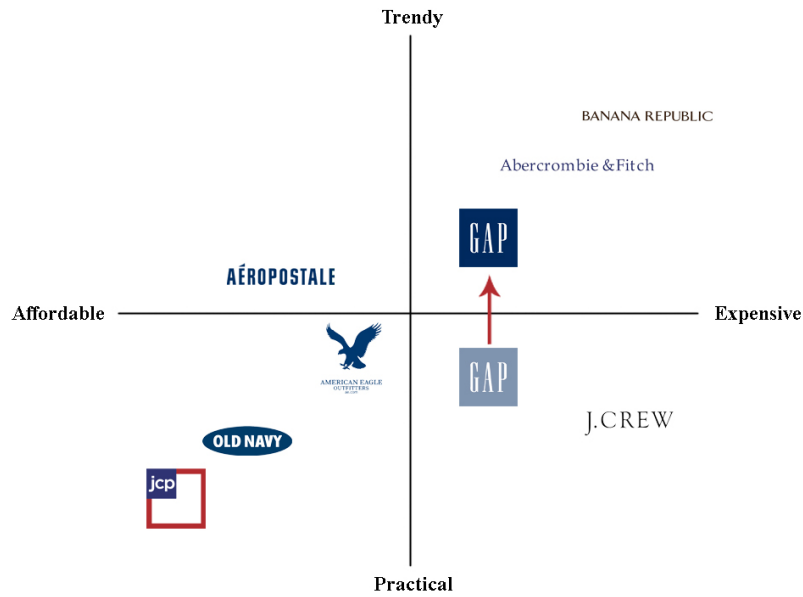 Trendy
BANANA REPUBLIC
Abercrombie & Fitch
GAP
AÉROPOSTALE
Affordable
Expensive
AMERICAN EAGLE
OUTFITTERS
GAP
J.CREW
OLD NAVY
jcp
Practical